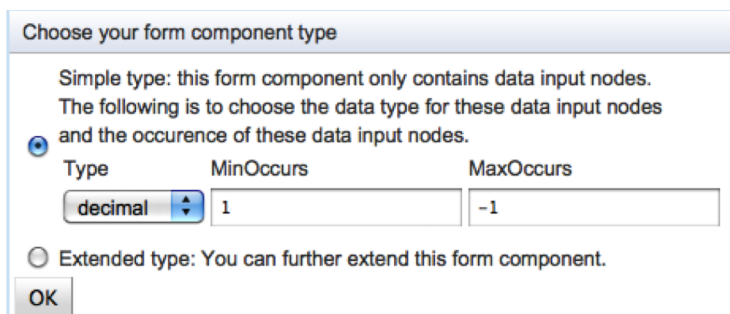 Choose your form component type
Simple type: this form component only contains data input nodes.
The following is to choose the data type for these data input nodes
and the occurence of these data input nodes.
Type MinOccurs MaxOccurs
decimal 1 -1
Extended type: You can further extend this form component.
OK